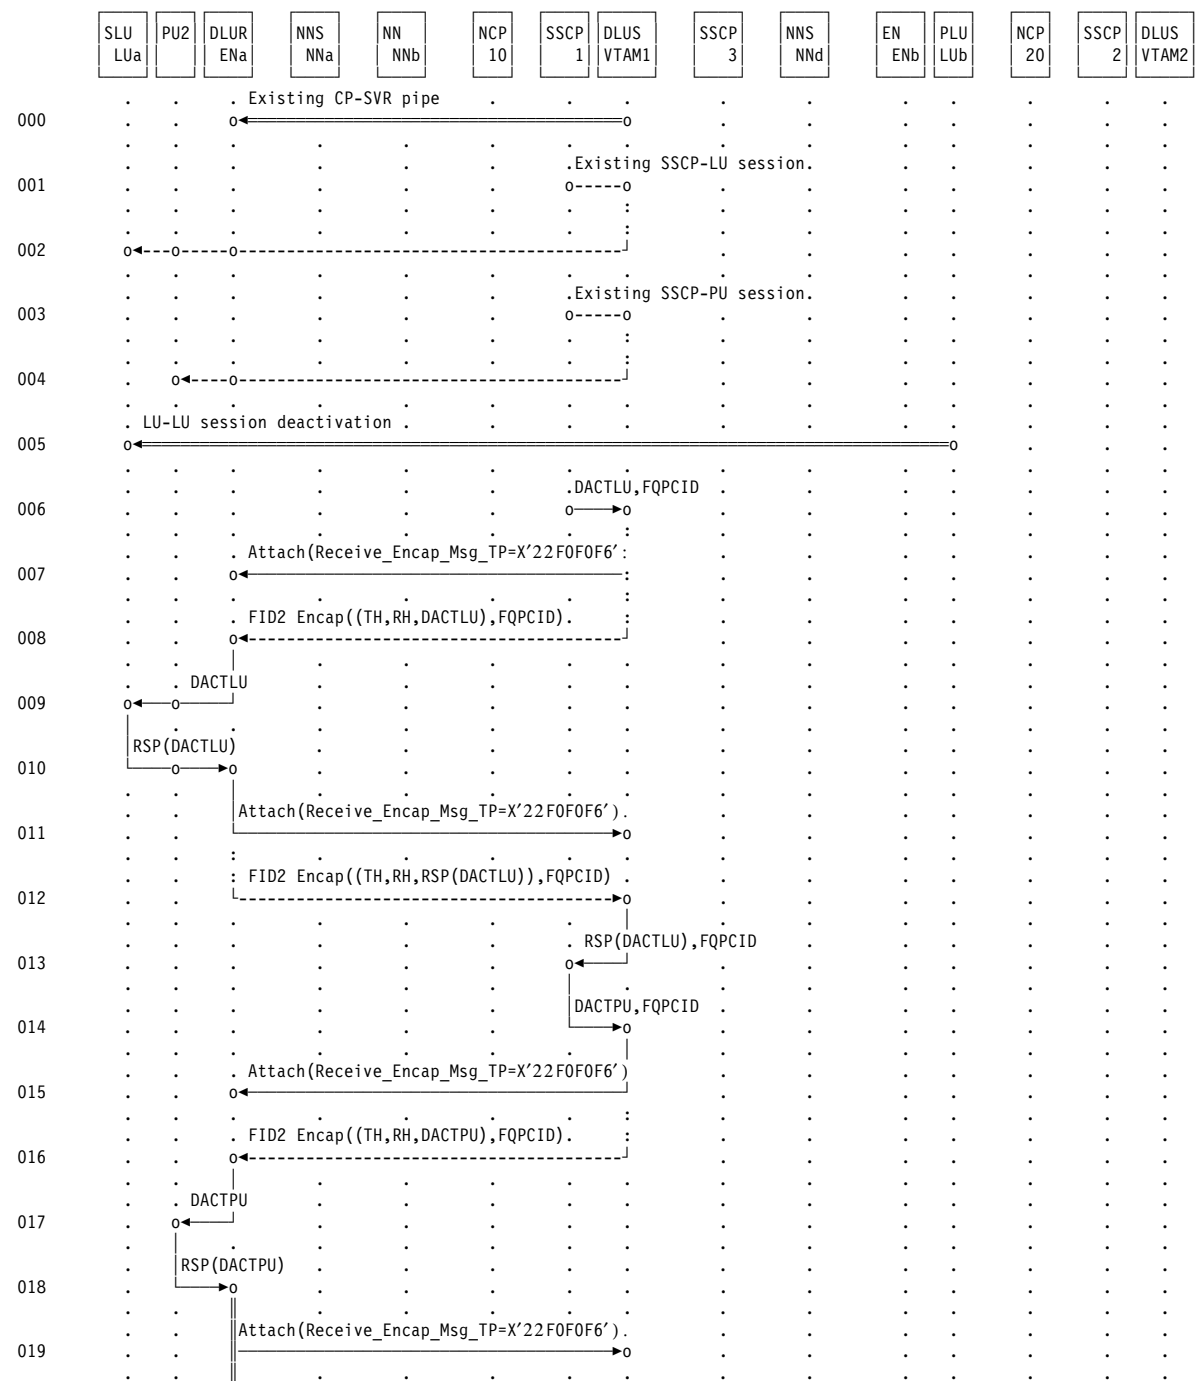 SLU PU2 DLUR NNS NN NCP SSCP DLUS SSCP NNS EN PLU NCP SSCP DLUS
LUa ENa NNa NNb 10 1 VTAM1 3 NNd ENb LUb 20 2 VTAM2
Existing CP-SVR pipe
000
Existing SSCP-LU session
001
002
Existing SSCP-PU session
003
004
LU-LU session deactivation
005
DACTLU,FQPCID
006
Attach(Receive_Encap_Msg_TP=X'22F0F0F6'
007
FID2 Encap((TH,RH,DACTLU),FQPCID)
008
DACTLU
009
RSP(DACTLU)
010
Attach(Receive_Encap_Msg_TP=X'22F0F0F6')
011
FID2 Encap((TH,RH,RSP(DACTLU)),FQPCID)
012
RSP(DACTLU),FQPCID
013
DACTPU,FQPCID
014
Attach(Receive_Encap_Msg_TP=X'22F0F0F6')
015
FID2 Encap((TH,RH,DACTPU),FQPCID)
016
DACTPU
017
RSP(DACTPU)
018
Attach(Receive_Encap_Msg_TP=X'22F0F0F6')
019